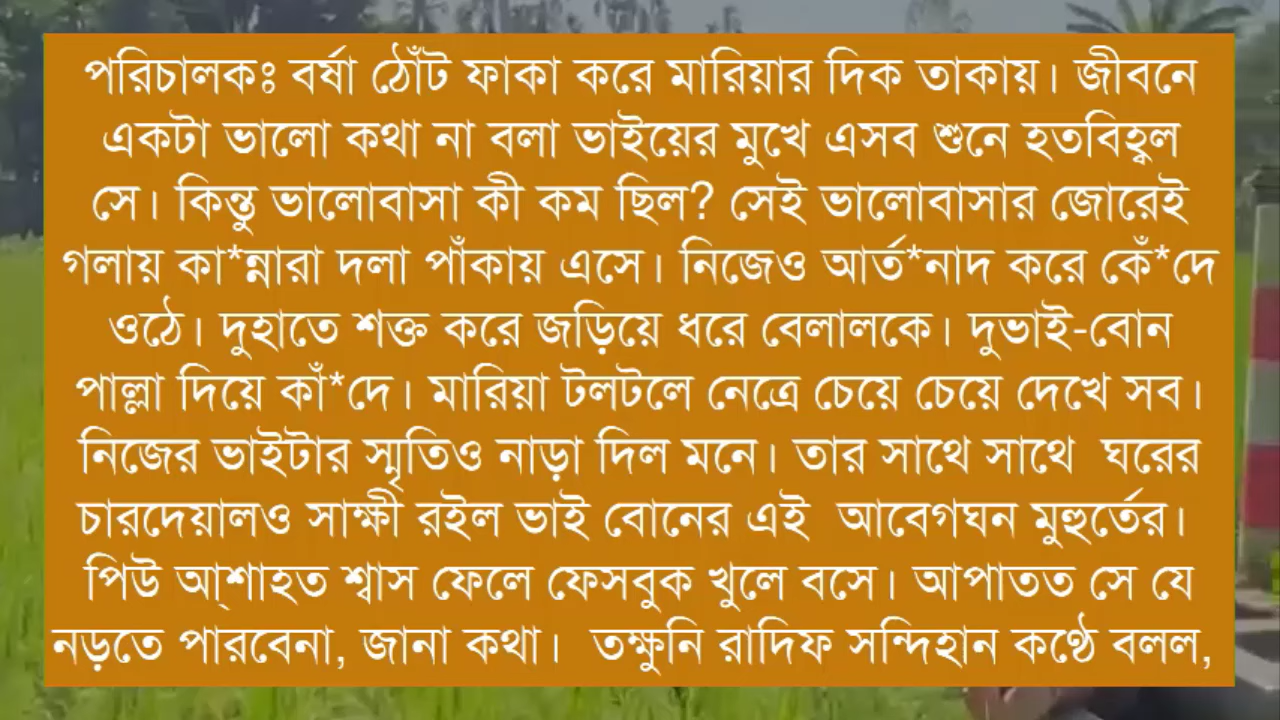 পরিচালকঃ বর্ষা ঠোঁট ফাকা করে মারিয়ার দিক তাকায়। জীবনে
একটা ভালো কথা না বলা ভাইয়ের মুখে এসব শুনে হতবিহ্বল
সে। কিন্তু ভালোবাসা কী কম ছিল? সেই ভালোবাসার জোরেই
গলায় কা*ন্নারা দলা পাঁকায় এসে। নিজেও আর্ত*নাদ করে কেঁ*দে
ওঠে। দুহাতে শক্ত করে জড়িয়ে ধরে বেলালকে। দুভাই-বোন
পাল্লা দিয়ে কাঁ*দে। মারিয়া টলটলে নেত্রে চেয়ে চেয়ে দেখে সব।
নিজের ভাইটার স্মৃতিও নাড়া দিল মনে। তার সাথে সাথে ঘরের
চারদেয়ালও সাক্ষী রইল ভাই বোনের এই আবেগঘন মুহুর্তের।
পিউ আ্শাহত শ্বাস ফেলে ফেসবুক খুলে বসে। আপাতত সে যে
নড়তে পারবেনা, জানা কথা। তক্ষুনি রাদিফ সন্দিহান কণ্ঠে বলল,